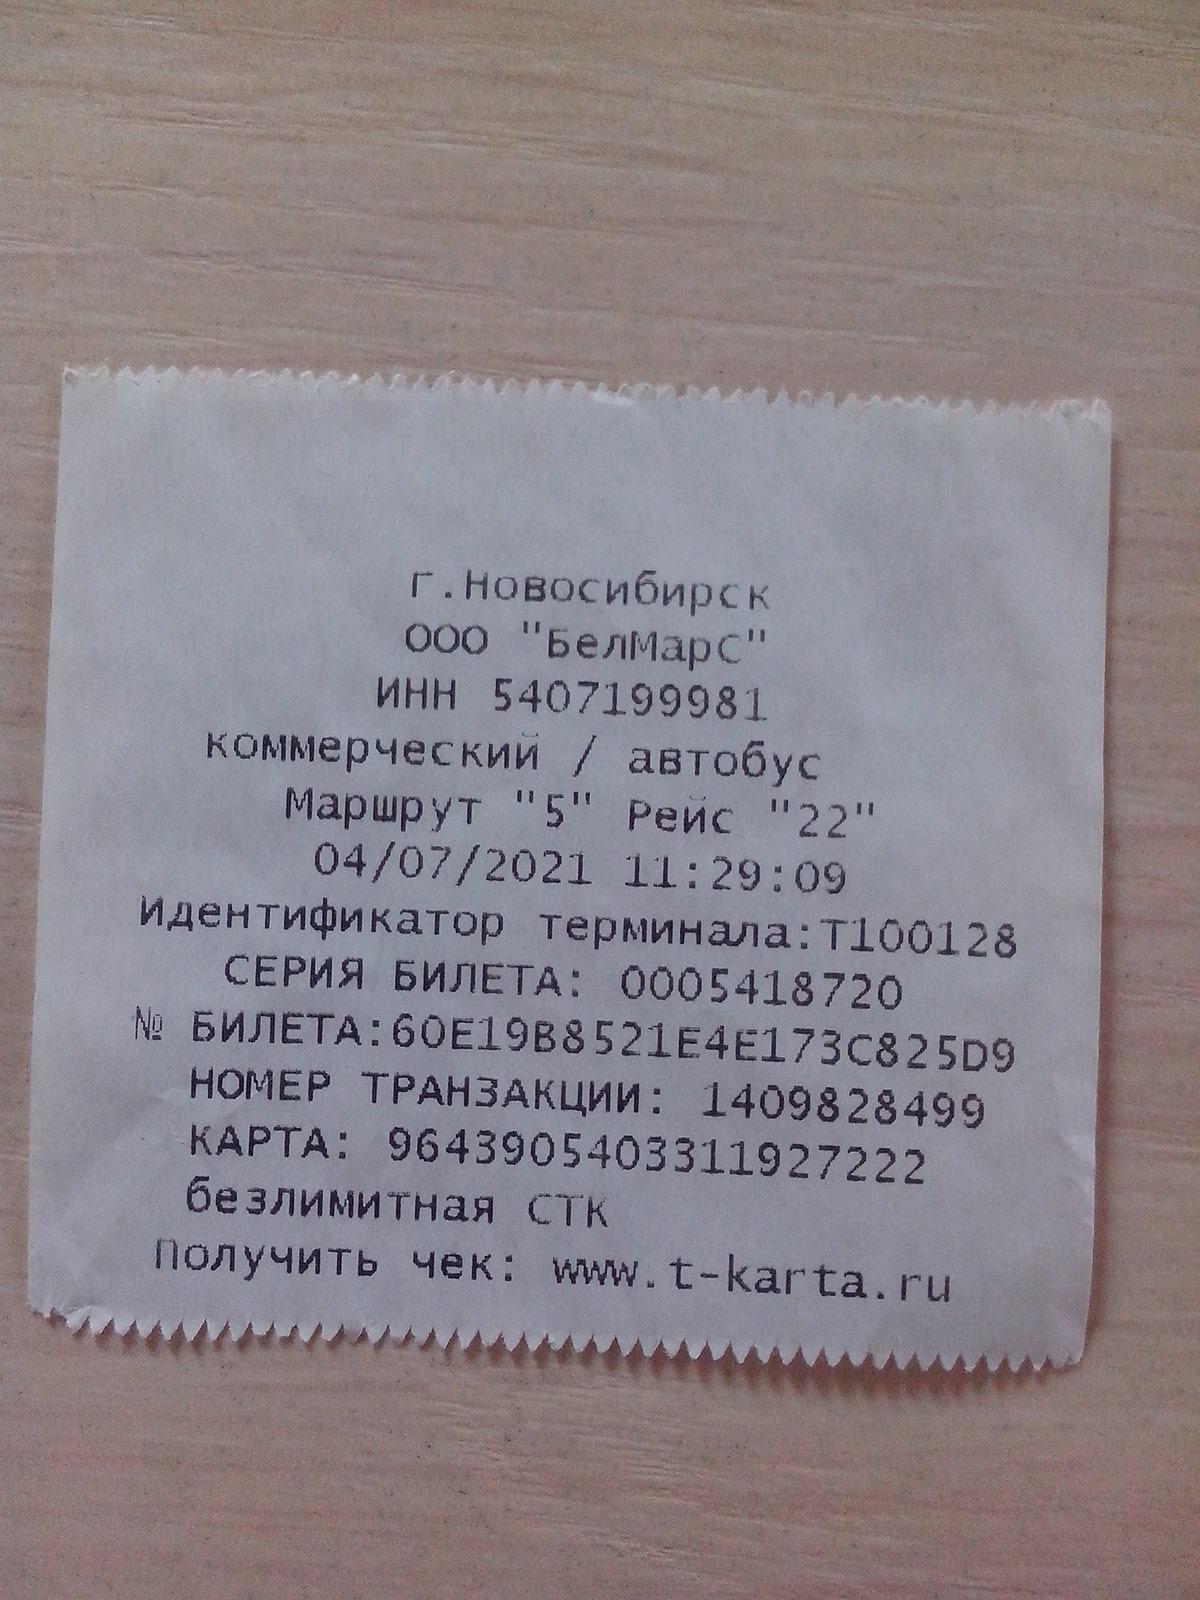 г.Новосибирск
ООО "БелМарС"
ИНН 5407199981
коммерческий / автобус
Маршрут "5" Рейс "22"
04/07/2021 11:29:09
Идентификатор терминала:Т100128
СЕРИЯ БИЛЕТА: 0005418720
№ БИЛЕТА:60E19B8521E4E173C825D9
НОМЕР ТРАНЗАКЦИИ: 1409828499
КАРТА: 9643905403311927222
безлимитная СТК
Получить чек: www.t-karta.ru